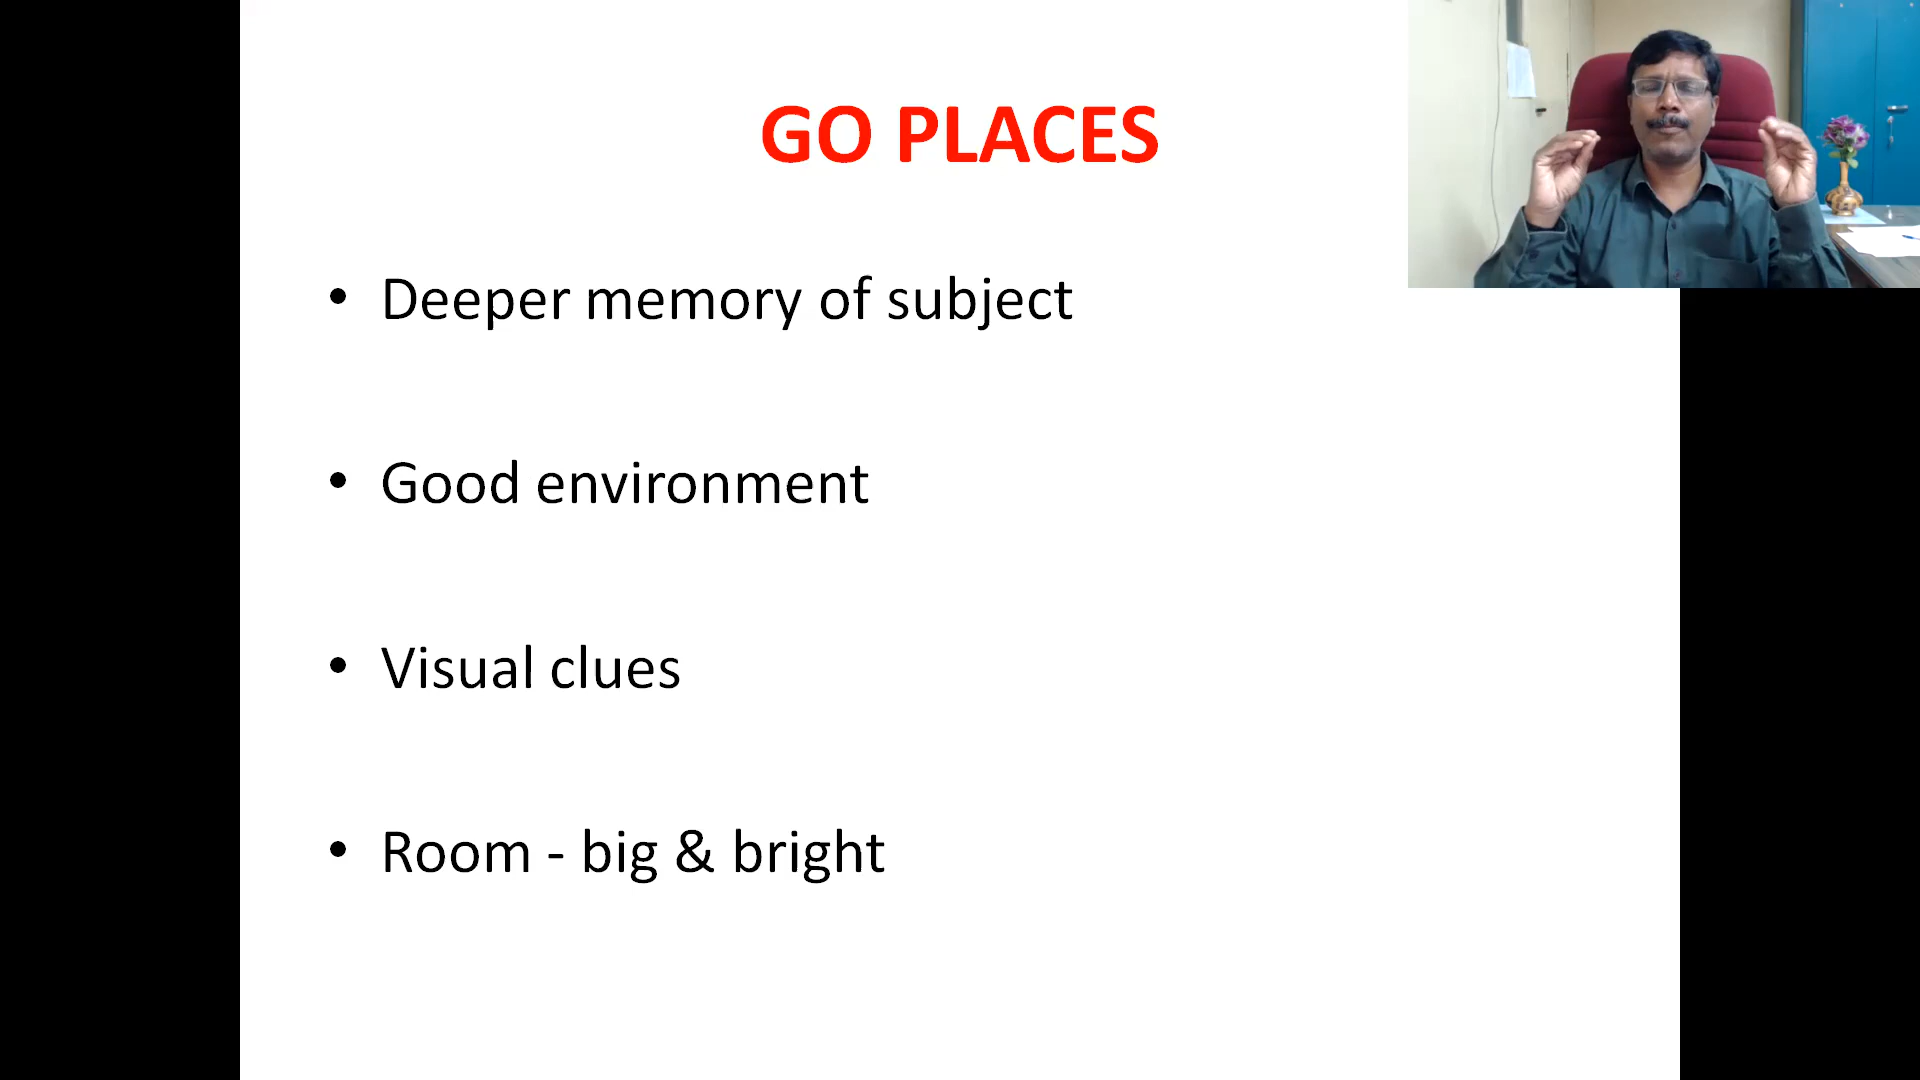 GO PLACES
• Deeper memory of subject
• Good environment
• Visual clues
• Room - big & bright